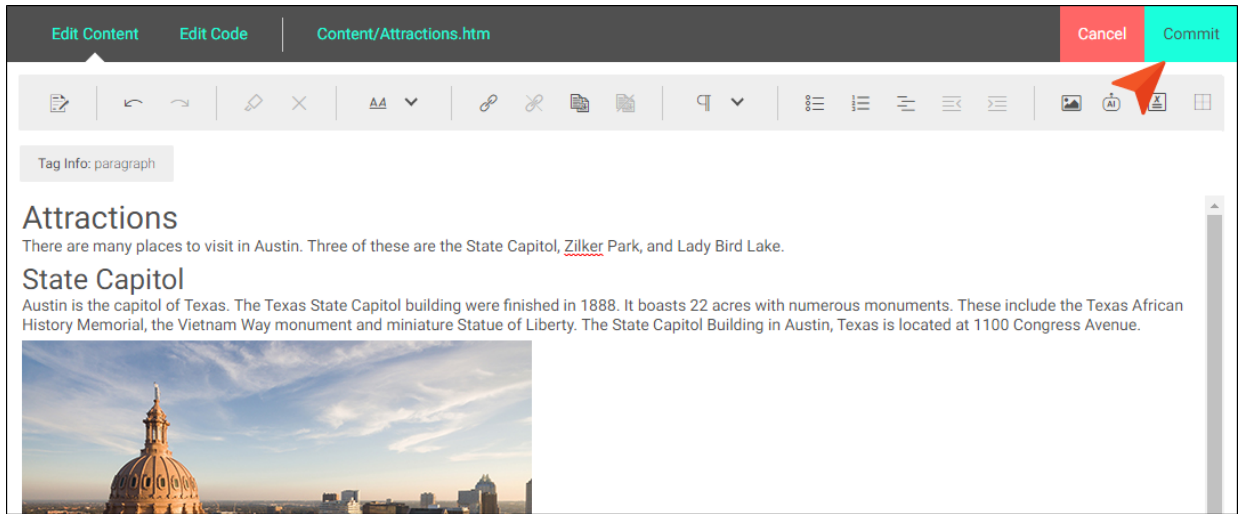 Edit Content Edit Code Content/Attractions.htm Cancel Commit
AA AI X
Tag Info: paragraph
Attractions
There are many places to visit in Austin. Three of these are the State Capitol, Zilker Park, and Lady Bird Lake.
State Capitol
Austin is the capitol of Texas. The Texas State Capitol building were finished in 1888. It boasts 22 acres with numerous monuments. These include the Texas African
History Memorial, the Vietnam Way monument and miniature Statue of Liberty. The State Capitol Building in Austin, Texas is located at 1100 Congress Avenue.